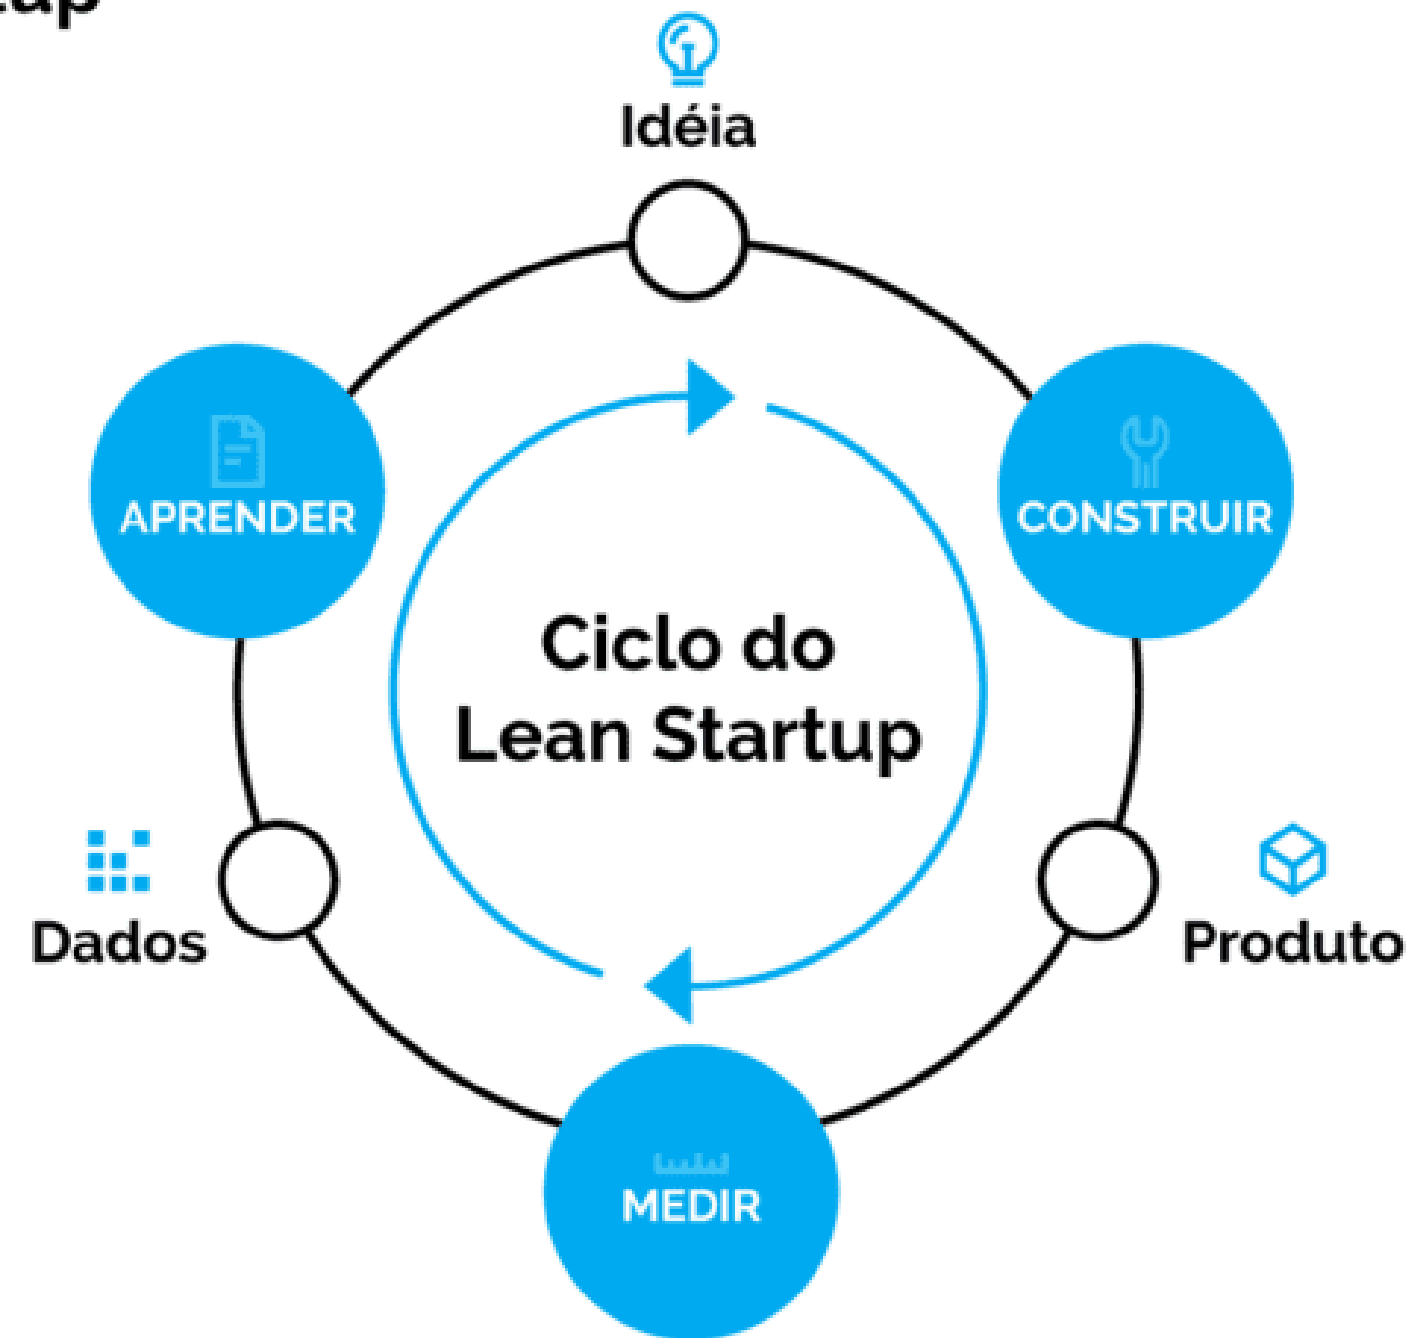 Idéia
APRENDER
CONSTRUIR
Ciclo do
Lean Startup
Dados
Produto
MEDIR